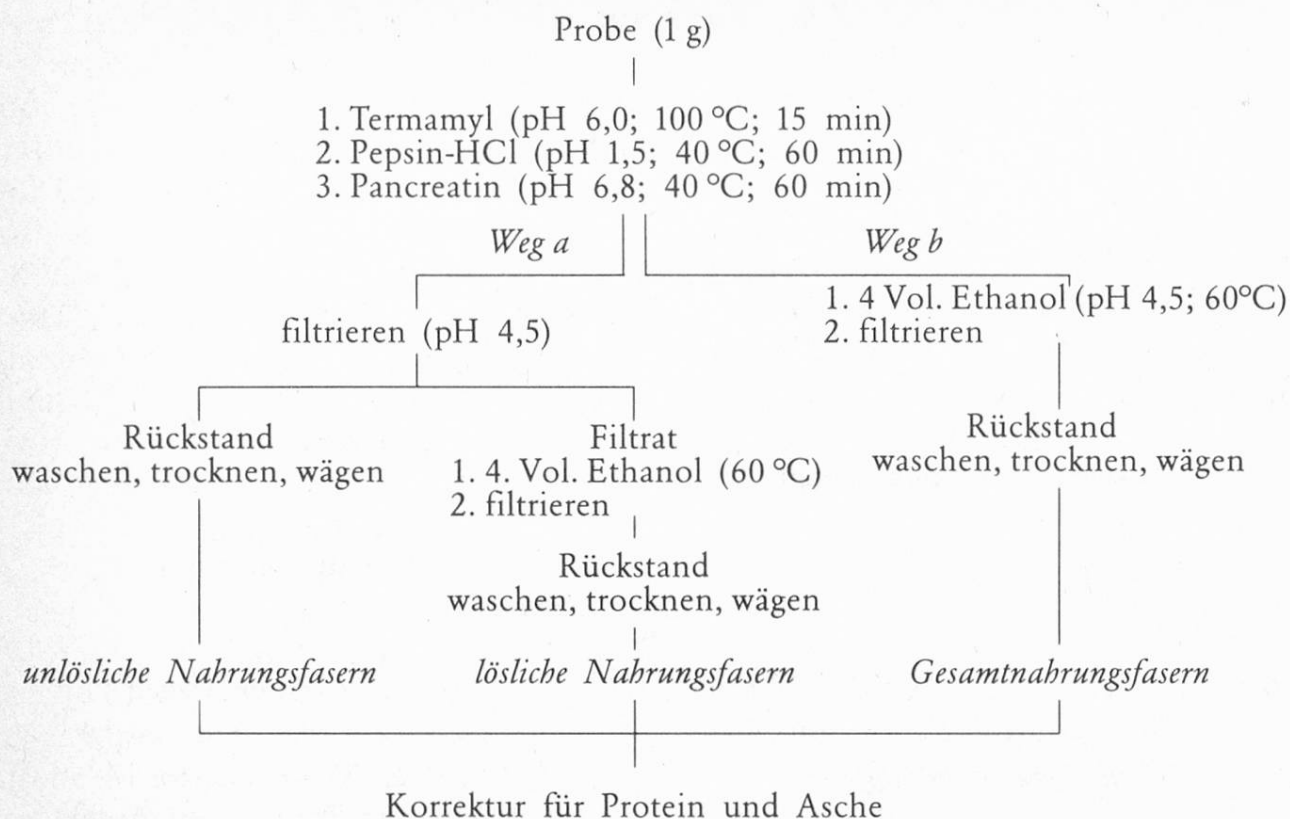 Probe (1 g)
1. Termamyl (pH 6,0; 100 °C; 15 min)
2. Pepsin-HCl (pH 1,5; 40 °C; 60 min)
3. Pancreatin (pH 6,8; 40 °C; 60 min)
Weg a
Weg b
filtrieren (pH 4,5)
1. 4 Vol. Ethanol (pH 4,5; 60°C)
2. filtrieren
Rückstand
waschen, trocknen, wägen
Filtrat
1. 4. Vol. Ethanol (60 °C)
2. filtrieren
Rückstand
waschen, trocknen, wägen
Rückstand
waschen, trocknen, wägen
unlösliche Nahrungsfasern
lösliche Nahrungsfasern
Gesamtnahrungsfasern
Korrektur für Protein und Asche